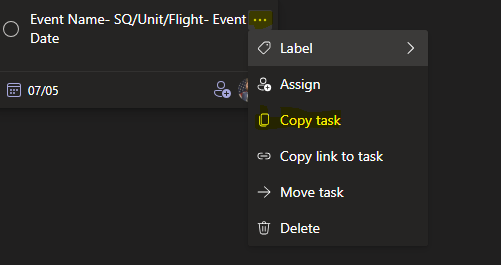 Event Name- SQ/Unit/Flight- Event
Date
07/05
Label
Assign
Copy task
Copy link to task
Move task
Delete